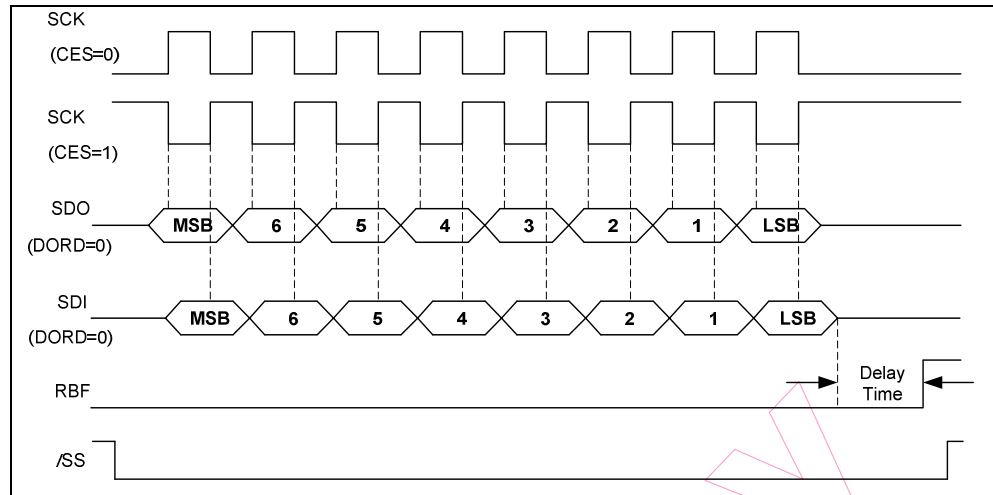 SCK
(CES=0)
SCK
(CES=1)
SDO
(DORD=0)
MSB 6 5 4 3 2 1 LSB
SDI
(DORD=0)
MSB 6 5 4 3 2 1 LSB
RBF
Delay
Time
/SS